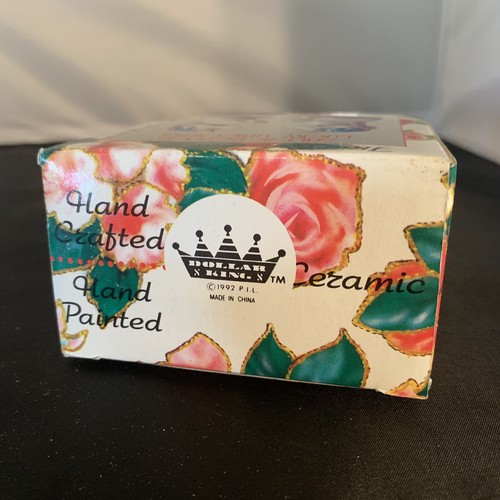 Hand
Crafted
Hand
Painted
DOLLAR
KING
TM
©1992 P.I.L.
MADE IN CHINA
Ceramic